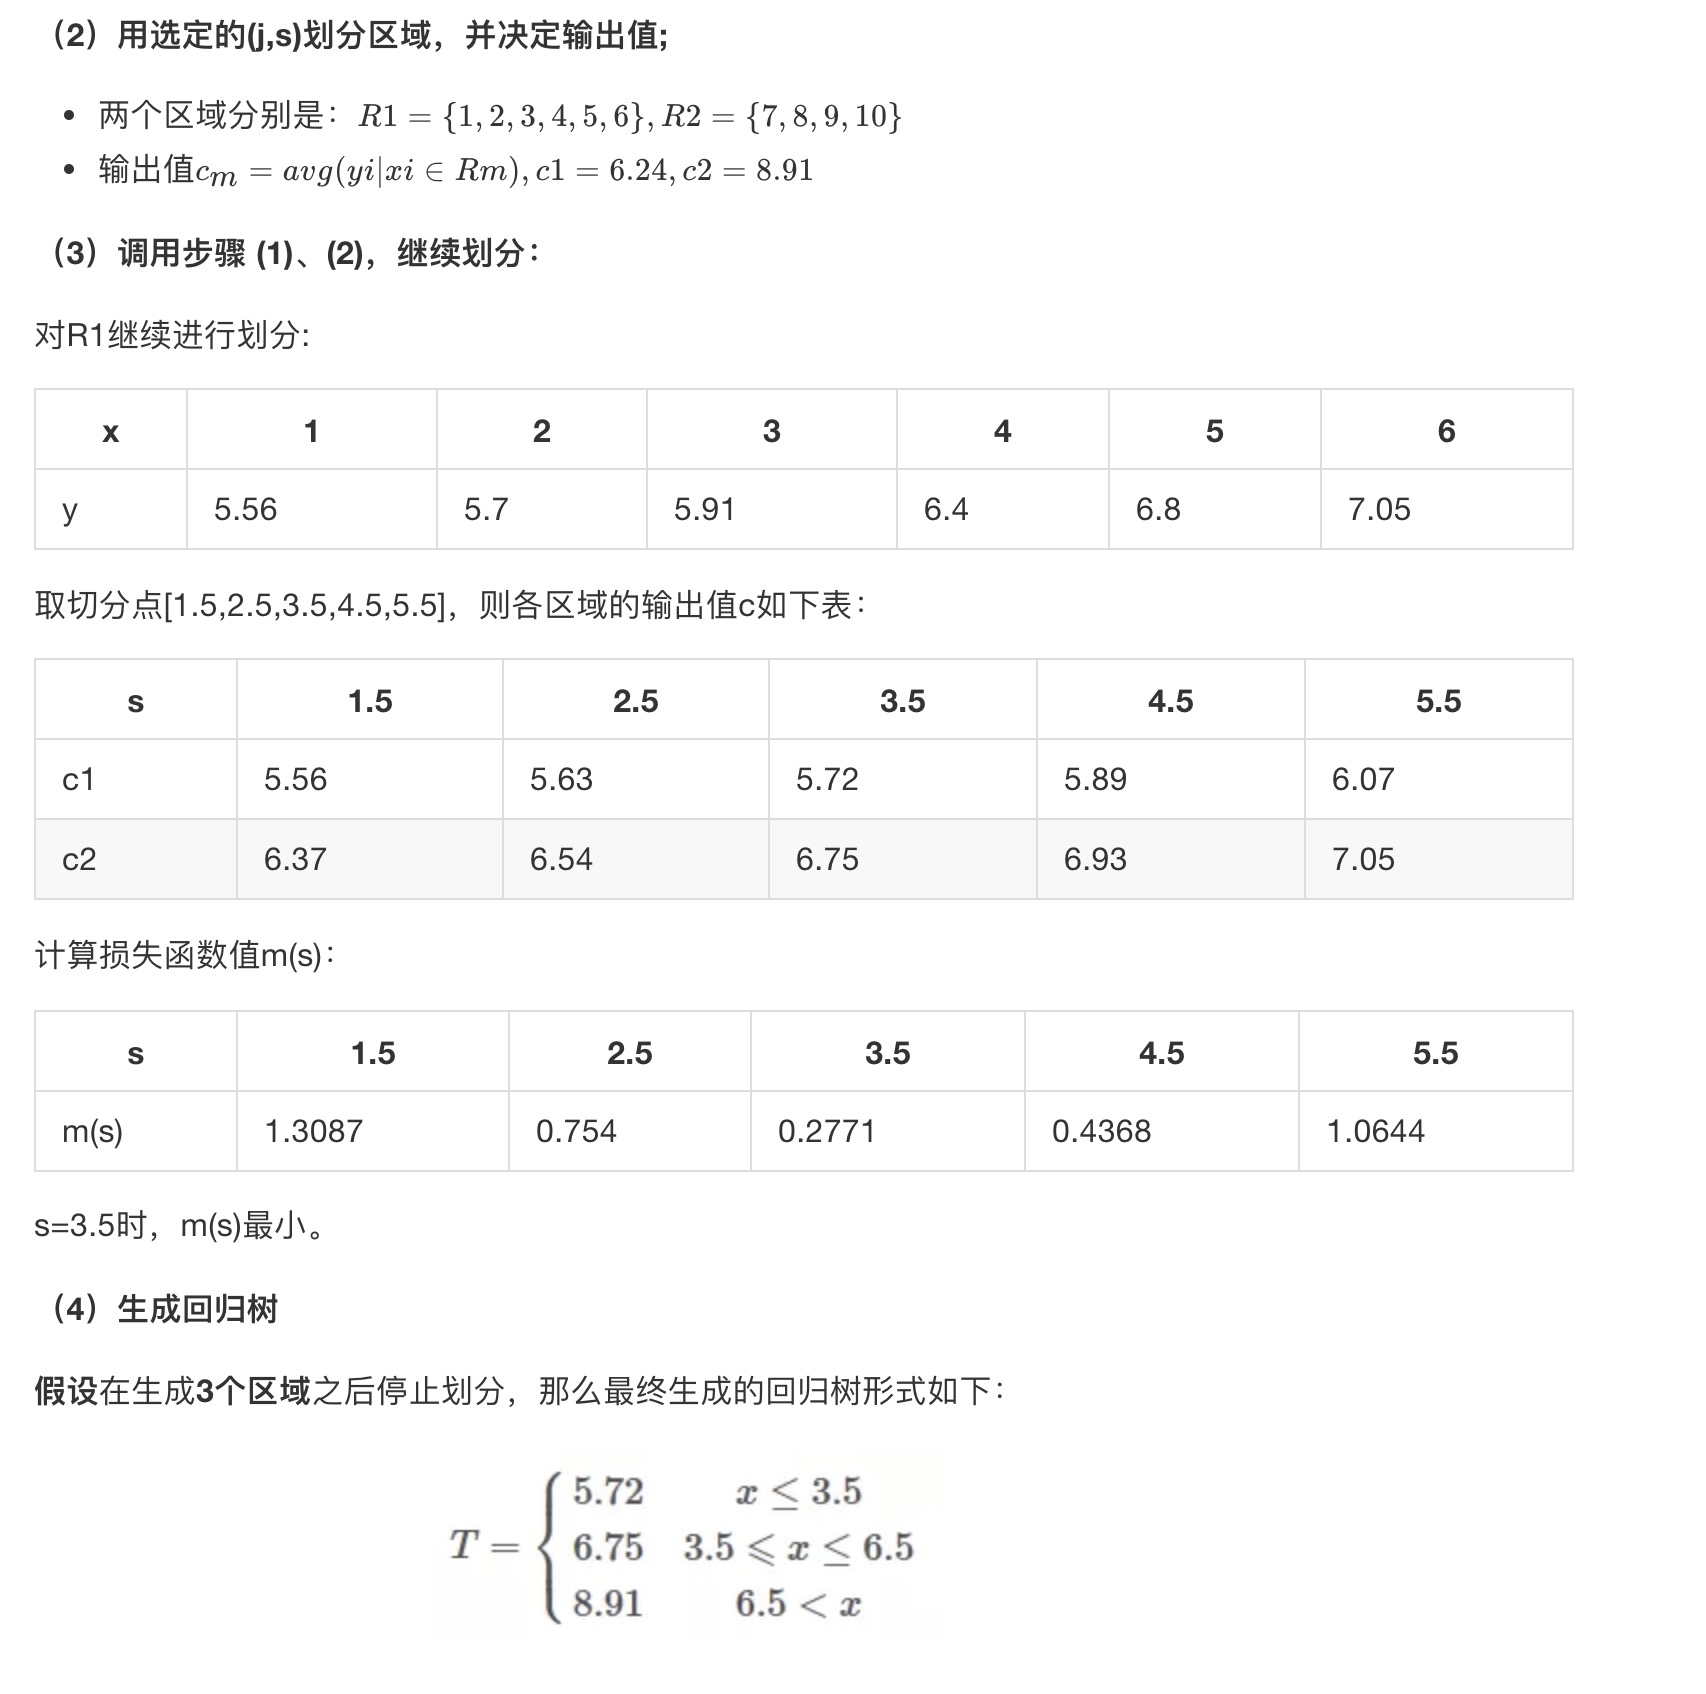 （2）用选定的(j,s)划分区域，并决定输出值;
• 两个区域分别是：R1 = {1, 2, 3, 4, 5, 6}, R2 = {7, 8, 9, 10}
• 输出值cm = avg(yi|xi ∈ Rm), c1 = 6.24, c2 = 8.91
（3）调用步骤 (1)、(2)，继续划分：
对R1继续进行划分:
x 1 2 3 4 5 6
y 5.56 5.7 5.91 6.4 6.8 7.05
取切分点[1.5,2.5,3.5,4.5,5.5]，则各区域的输出值c如下表：
s 1.5 2.5 3.5 4.5 5.5
c1 5.56 5.63 5.72 5.89 6.07
c2 6.37 6.54 6.75 6.93 7.05
计算损失函数值m(s)：
s 1.5 2.5 3.5 4.5 5.5
m(s) 1.3087 0.754 0.2771 0.4368 1.0644
s=3.5时，m(s)最小。
（4）生成回归树
假设在生成3个区域之后停止划分，那么最终生成的回归树形式如下：
5.72 x ≤ 3.5
T = { 6.75 3.5 ⩽ x ≤ 6.5
8.91 6.5 < x